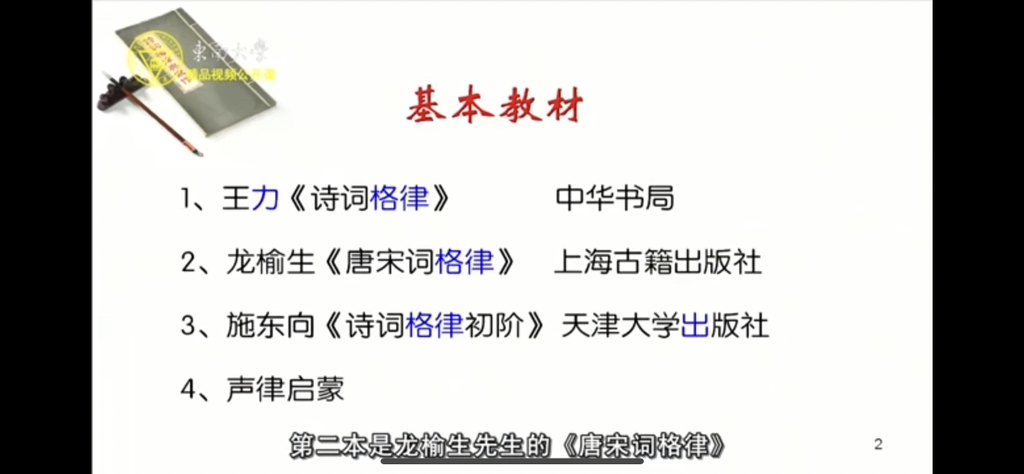 东南大学
精品视频公开课
基本教材
1、王力《诗词格律》 中华书局
2、龙榆生《唐宋词格律》 上海古籍出版社
3、施东向《诗词格律初阶》 天津大学出版社
4、声律启蒙
第二本是龙榆生先生的《唐宋词格律》
2